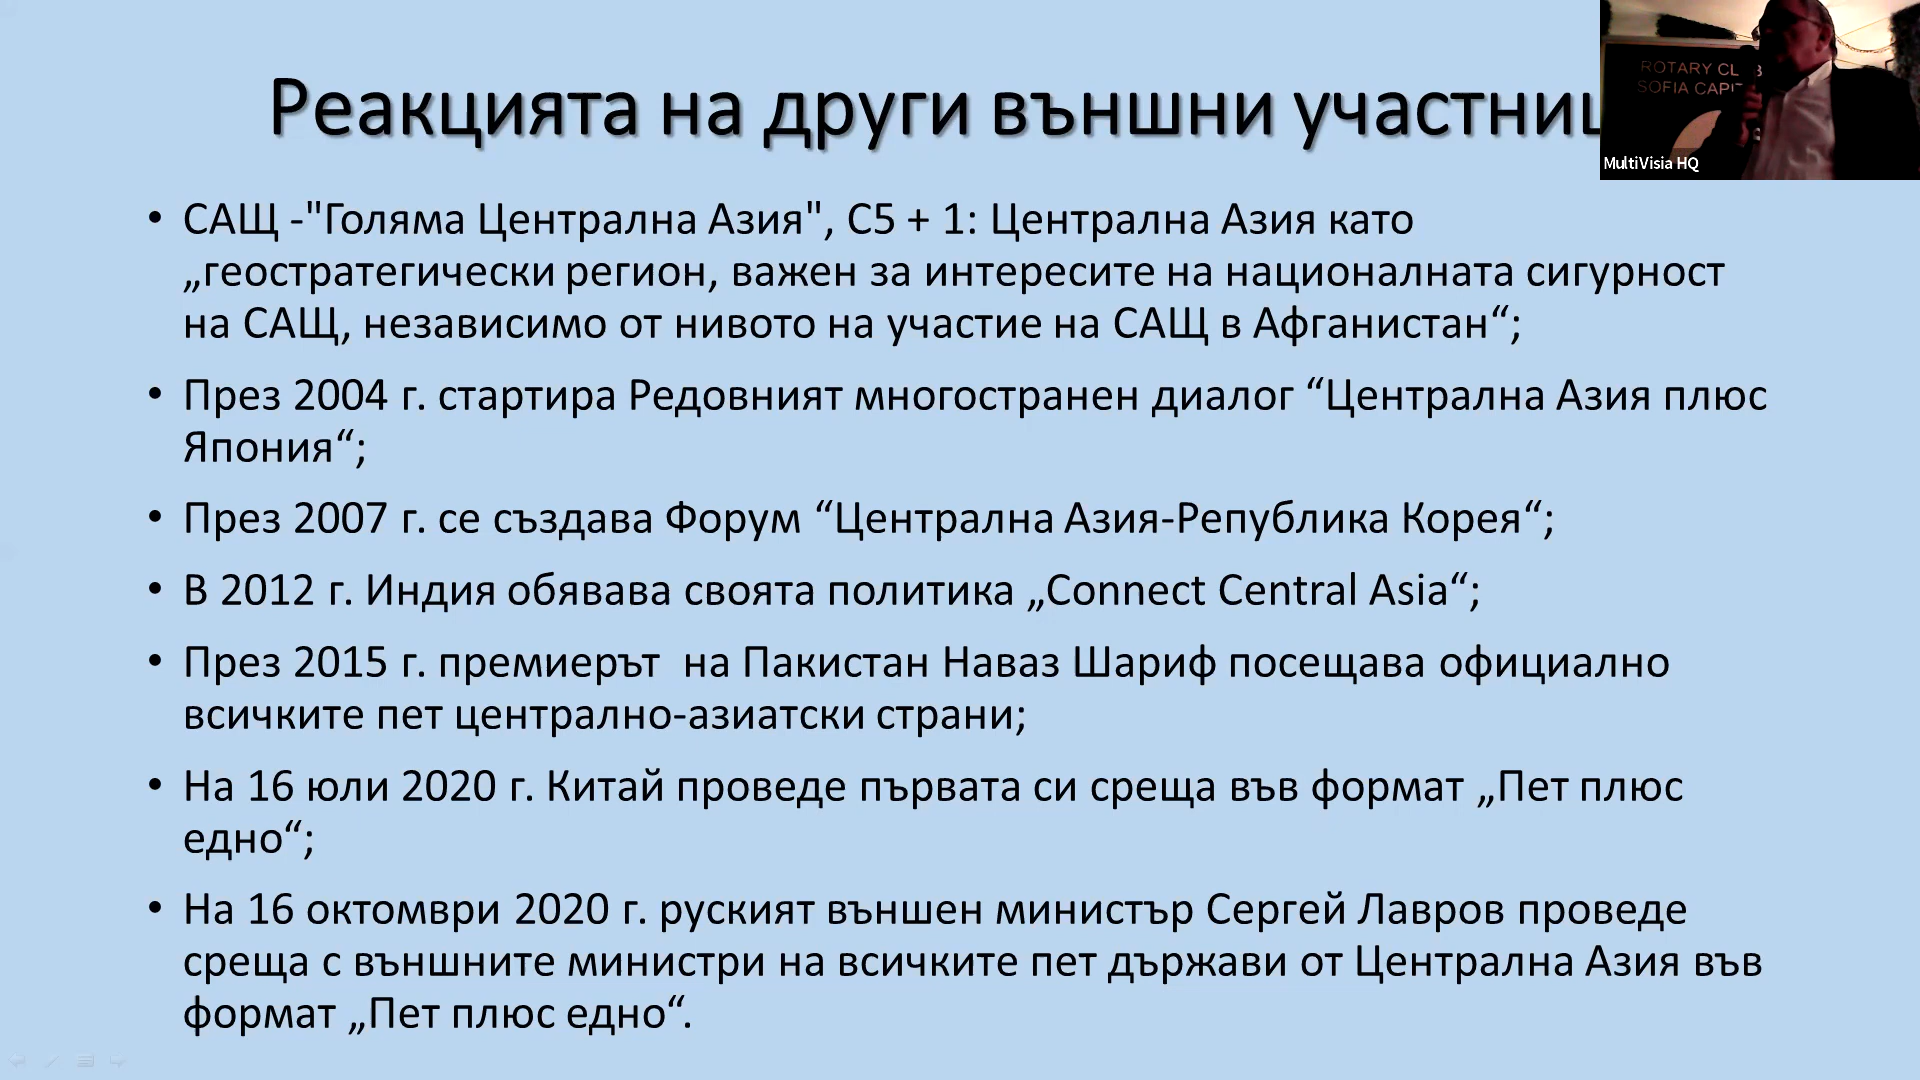 Реакцията на други външни
ROTARY CL
SOFIA CAPIT
MultiVisia HQ
• САЩ -"Голяма Централна Азия", С5 + 1: Централна Азия като
„геостратегически регион, важен за интересите на националната сигурност
на САЩ, независимо от нивото на участие на САЩ в Афганистан“;
• През 2004 г. стартира Редовният многостранен диалог “Централна Азия плюс
Япония“;
• През 2007 г. се създава Форум “Централна Азия-Република Корея“;
• В 2012 г. Индия обявава своята политика „Connect Central Asia“;
• През 2015 г. премиерът  на Пакистан Наваз Шариф посещава официално
всичките пет централно-азиатски страни;
• На 16 юли 2020 г. Китай проведе първата си среща във формат „Пет плюс
едно“;
• На 16 октомври 2020 г. руският външен министър Сергей Лавров проведе
среща с външните министри на всичките пет държави от Централна Азия във
формат „Пет плюс едно“.